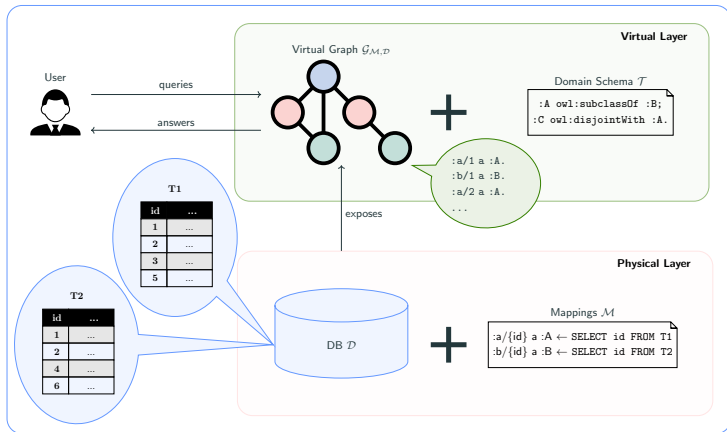 Virtual Layer
Virtual Graph 𝒢ℳ,𝒟
User
queries
answers
Domain Schema 𝒯
:A owl:subclassOf :B;
:C owl:disjointWith :A.
:a/1 a :A.
:b/1 a :B.
:a/2 a :A.
...
exposes
T1
id ...
1 ...
2 ...
3 ...
5 ...
T2
id ...
1 ...
2 ...
4 ...
6 ...
Physical Layer
DB 𝒟
Mappings ℳ
:a/{id} a :A ← SELECT id FROM T1
:b/{id} a :B ← SELECT id FROM T2